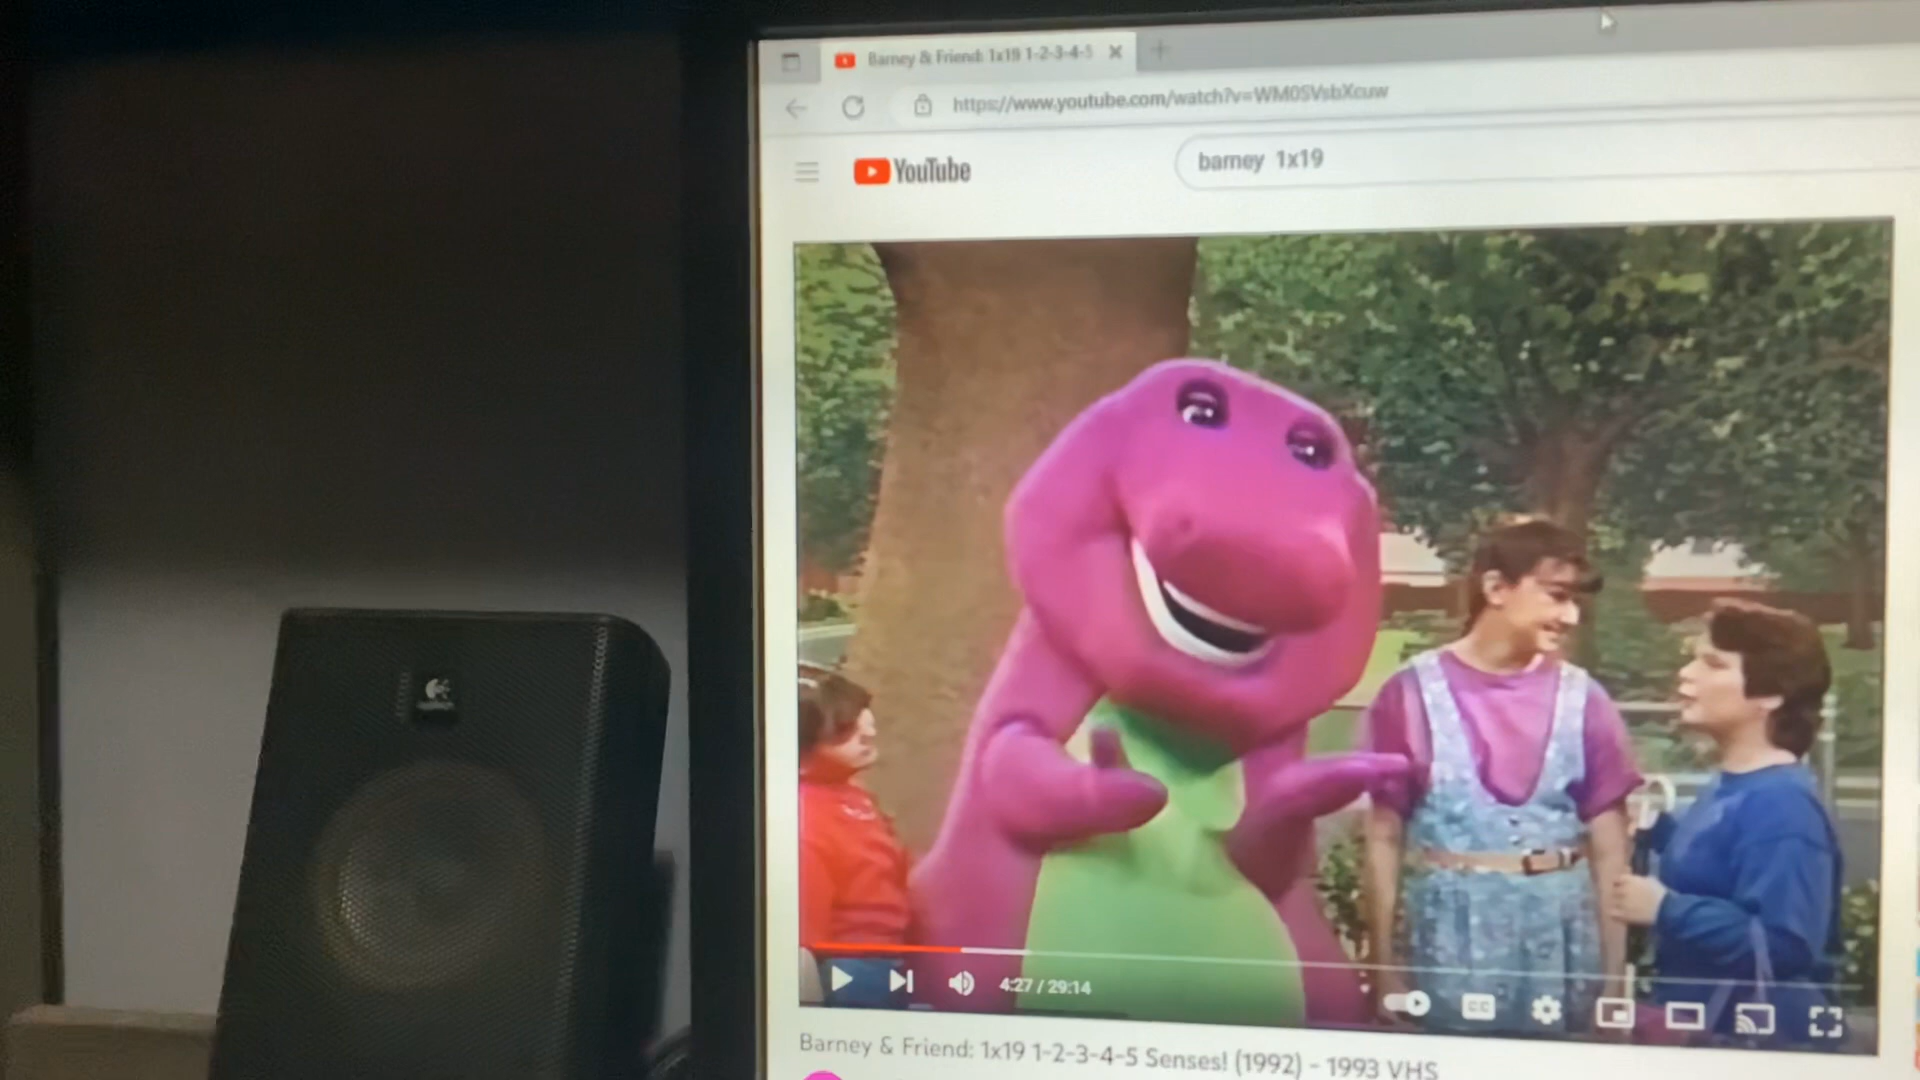 Barney & Friend: 1x19 1-2-3-4-5
https://www.youtube.com/watch?v=WM0SVsbXcuw
YouTube
barney 1x19
4:27 / 29:14
CC
Barney & Friend: 1x19 1-2-3-4-5 Senses! (1992) - 1993 VHS